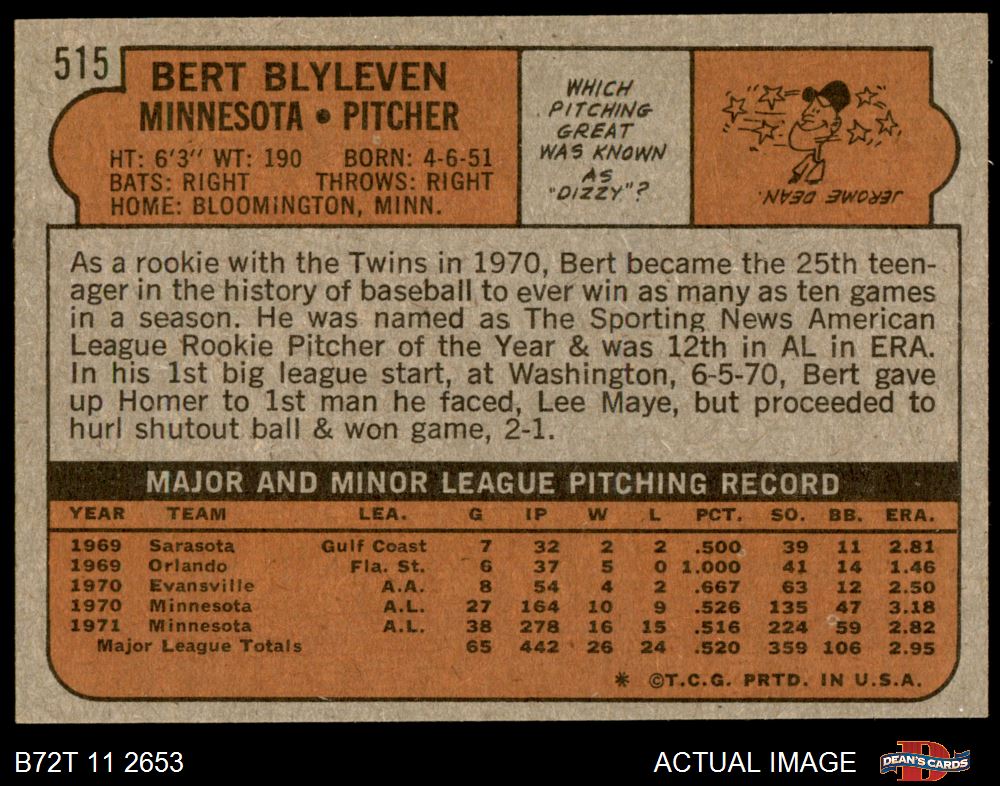 515
BERT BLYLEVEN
MINNESOTA • PITCHER
HT: 6'3" WT: 190 BORN: 4-6-51
BATS: RIGHT THROWS: RIGHT
HOME: BLOOMINGTON, MINN.
WHICH
PITCHING
GREAT
WAS KNOWN
AS
"DIZZY"?
JEROME DEAN.
As a rookie with the Twins in 1970, Bert became the 25th teen-
ager in the history of baseball to ever win as many as ten games
in a season. He was named as The Sporting News American
League Rookie Pitcher of the Year & was 12th in AL in ERA.
In his 1st big league start, at Washington, 6-5-70, Bert gave
up Homer to 1st man he faced, Lee Maye, but proceeded to
hurl shutout ball & won game, 2-1.
MAJOR AND MINOR LEAGUE PITCHING RECORD
YEAR TEAM LEA. G IP W L PCT. SO. BB. ERA.
1969 Sarasota Gulf Coast 7 32 2 2 .500 39 11 2.81
1969 Orlando Fla. St. 6 37 5 0 1.000 41 14 1.46
1970 Evansville A.A. 8 54 4 2 .667 63 12 2.50
1970 Minnesota A.L. 27 164 10 9 .526 135 47 3.18
1971 Minnesota A.L. 38 278 16 15 .516 224 59 2.82
Major League Totals 65 442 26 24 .520 359 106 2.95
* ©T.C.G. PRTD. IN U.S.A.
B72T 11 2653 ACTUAL IMAGE
D
DEAN'S CARDS